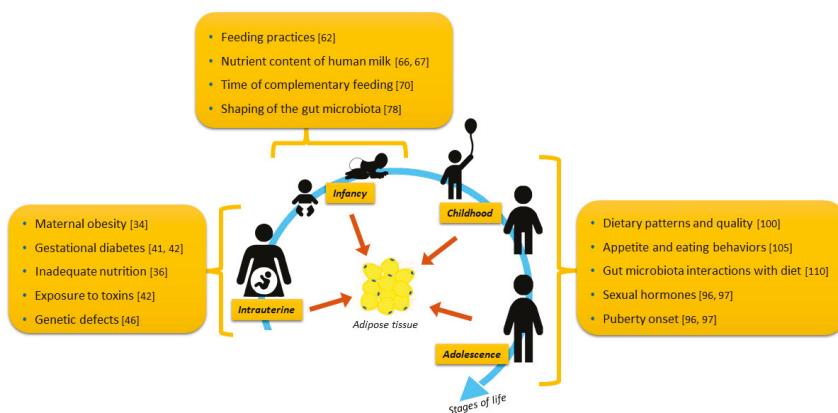 • Feeding practices [62]
• Nutrient content of human milk [66, 67]
• Time of complementary feeding [70]
• Shaping of the gut microbiota [78]
Infancy
Childhood
• Maternal obesity [34]
• Gestational diabetes [41, 42]
• Inadequate nutrition [36]
• Exposure to toxins [42]
• Genetic defects [46]
Intrauterine
Adipose tissue
• Dietary patterns and quality [100]
• Appetite and eating behaviors [105]
• Gut microbiota interactions with diet [110]
• Sexual hormones [96, 97]
• Puberty onset [96, 97]
Adolescence
Stages of life